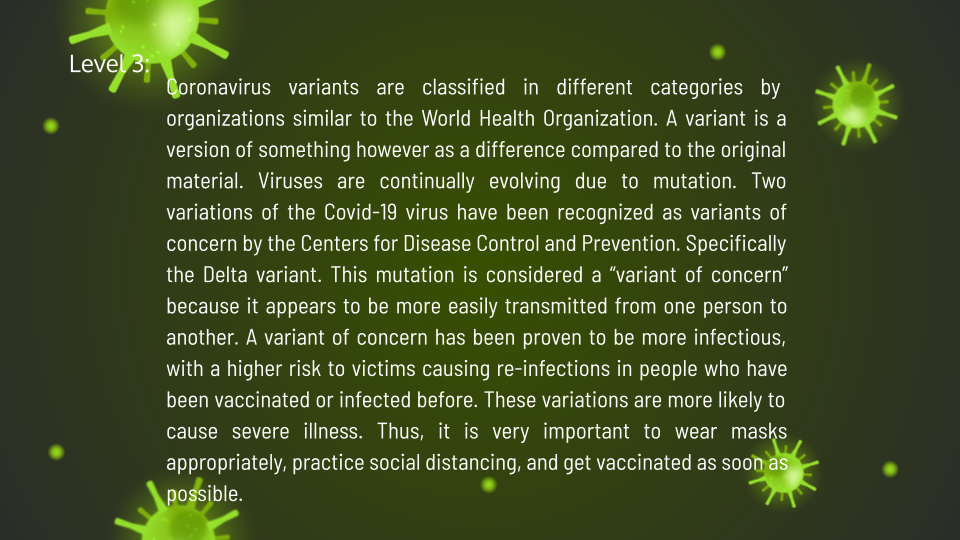 Level 3:
Coronavirus variants are classified in different categories by
organizations similar to the World Health Organization. A variant is a
version of something however as a difference compared to the original
material. Viruses are continually evolving due to mutation. Two
variations of the Covid-19 virus have been recognized as variants of
concern by the Centers for Disease Control and Prevention. Specifically
the Delta variant. This mutation is considered a “variant of concern”
because it appears to be more easily transmitted from one person to
another. A variant of concern has been proven to be more infectious,
with a higher risk to victims causing re-infections in people who have
been vaccinated or infected before. These variations are more likely to
cause severe illness. Thus, it is very important to wear masks
appropriately, practice social distancing, and get vaccinated as soon as
possible.